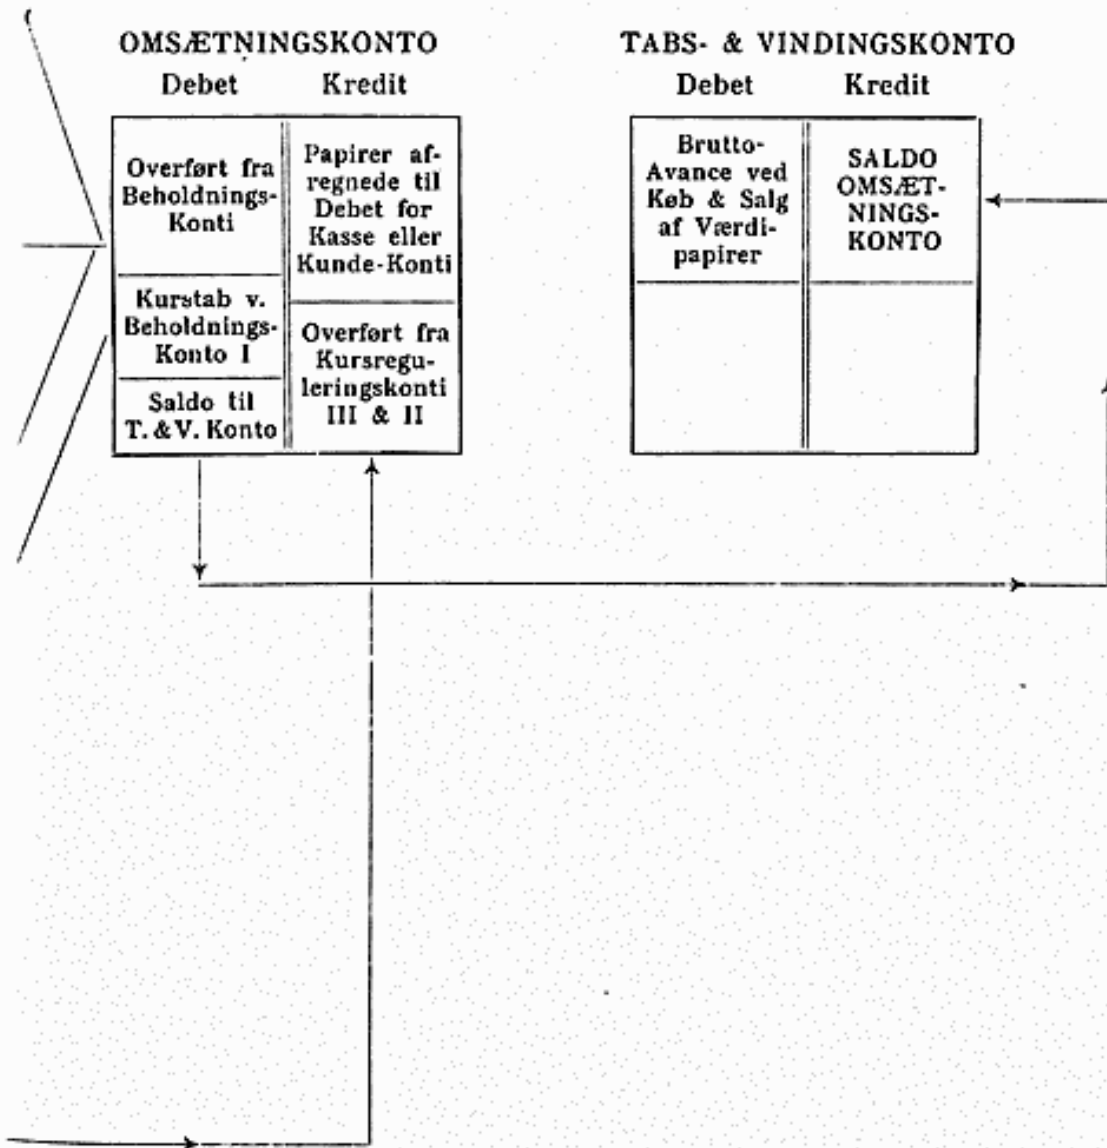 OMSÆTNINGSKONTO
Debet Kredit
Overført fra
Beholdnings-
Konti
Kurstab v.
Beholdnings-
Konto I
Saldo til
T. & V. Konto
Papirer af-
regnede til
Debet for
Kasse eller
Kunde-Konti
Overført fra
Kursregu-
leringskonti
III & II
TABS- & VINDINGSKONTO
Debet Kredit
Brutto-
Avance ved
Køb & Salg
af Værdi-
papirer
SALDO
OMSÆT-
NINGS-
KONTO